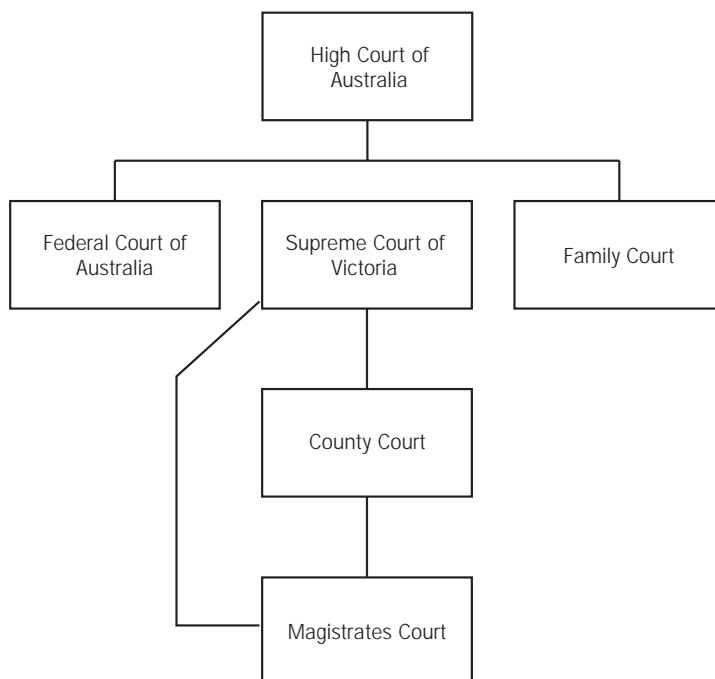 High Court of
Australia
Federal Court of
Australia
Supreme Court of
Victoria
Family Court
County Court
Magistrates Court